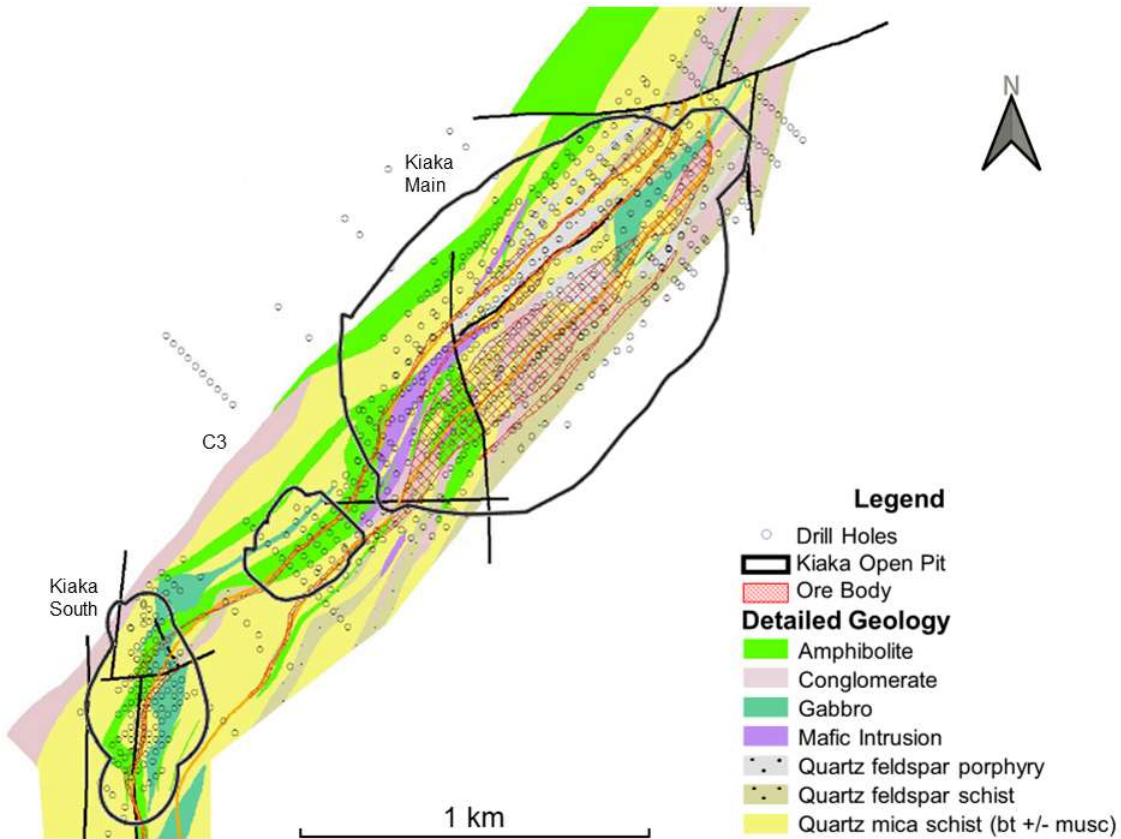 N
Kiaka
Main
C3
Kiaka
South
Legend
Drill Holes
Kiaka Open Pit
Ore Body
Detailed Geology
Amphibolite
Conglomerate
Gabbro
Mafic Intrusion
Quartz feldspar porphyry
Quartz feldspar schist
Quartz mica schist (bt +/- musc)
1 km